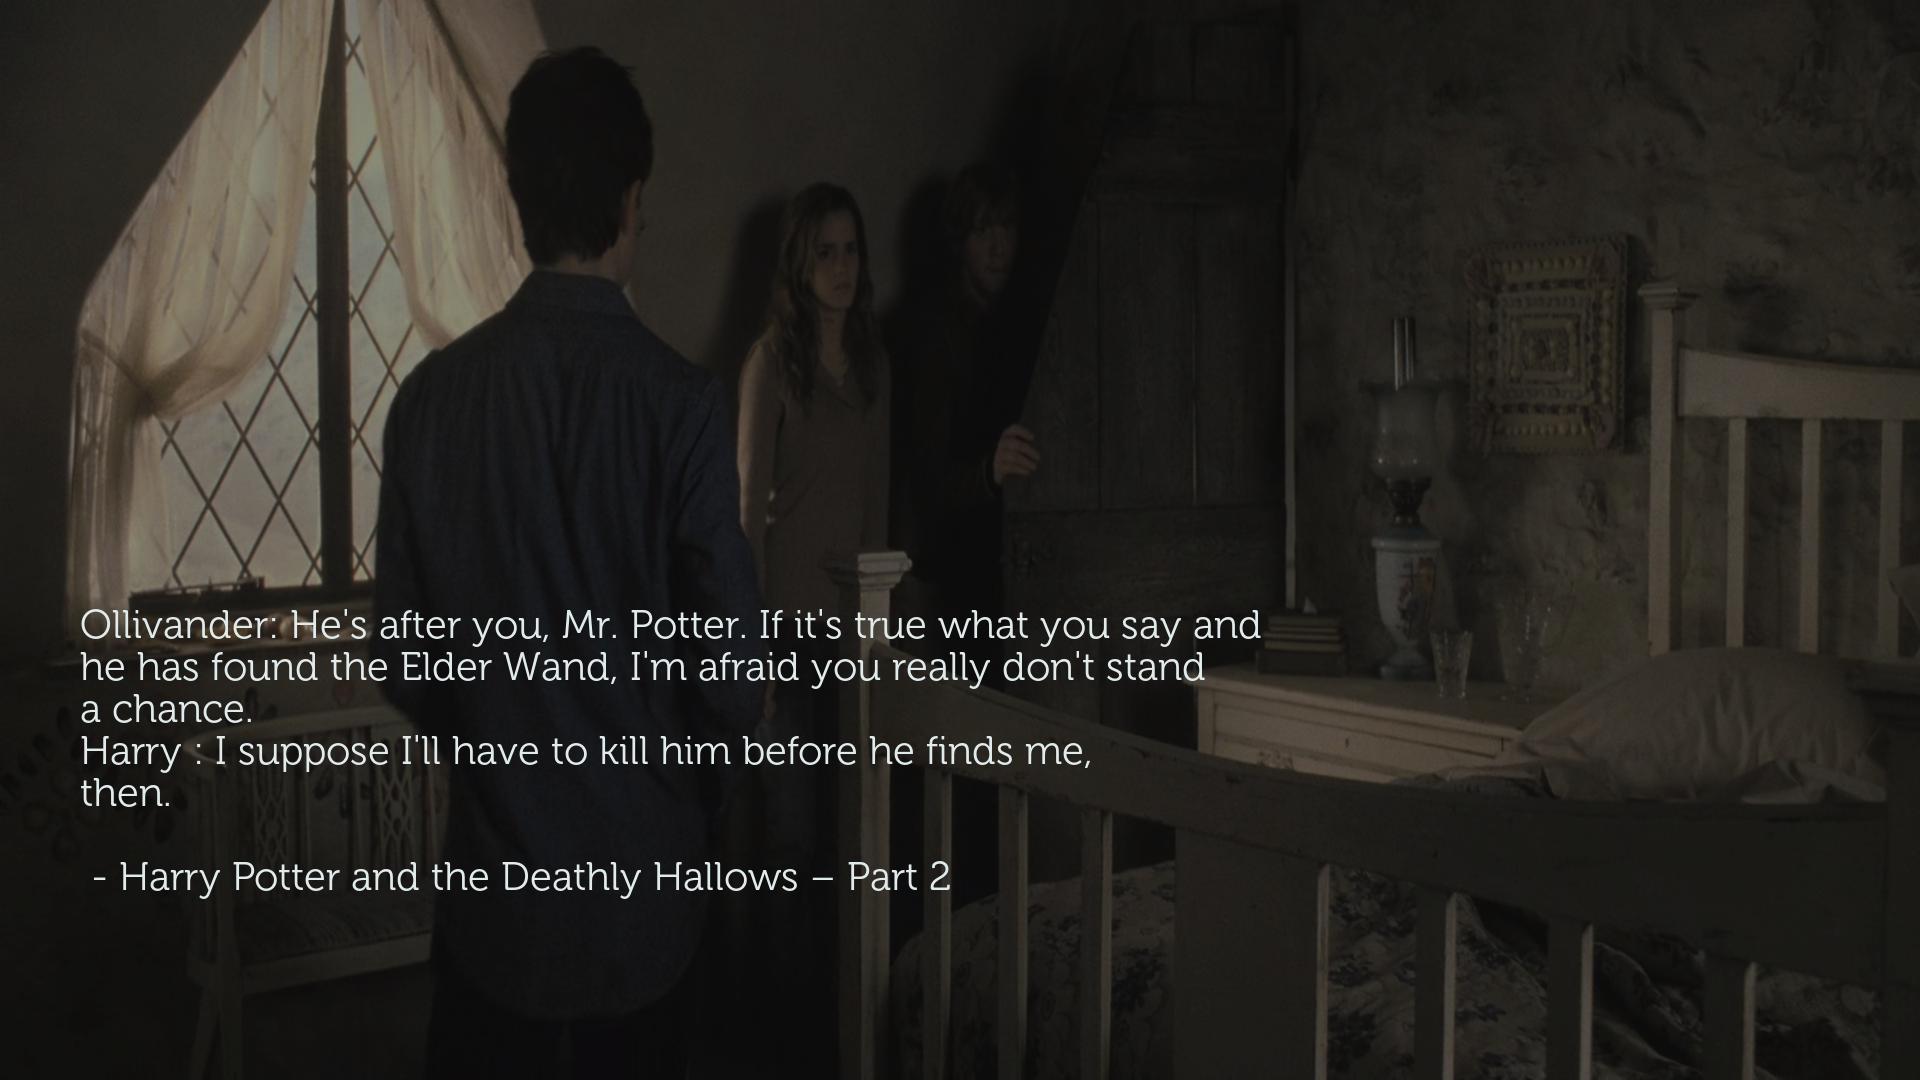 Ollivander: He's after you, Mr. Potter. If it's true what you say and
he has found the Elder Wand, I'm afraid you really don't stand
a chance.
Harry : I suppose I'll have to kill him before he finds me,
then.
- Harry Potter and the Deathly Hallows – Part 2